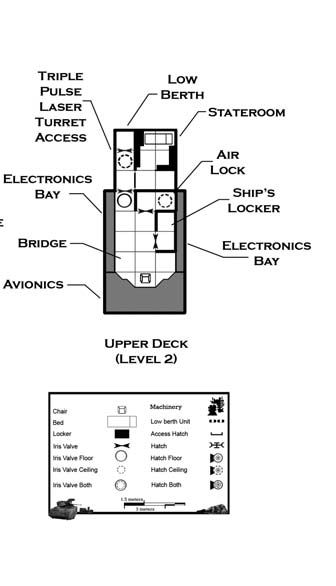 Triple
Pulse
Laser
Turret
Access
Low
Berth
Stateroom
Air
Lock
Electronics
Bay
Ship's
Locker
Bridge
Electronics
Bay
Avionics
Upper Deck
(Level 2)
Chair
Machinery
Bed
Low berth Unit
Locker
Access Hatch
Iris Valve
Hatch
Iris Valve Floor
Hatch Floor
Iris Valve Ceiling
Hatch Ceiling
Iris Valve Both
Hatch Both
1.5 meters
3 meters